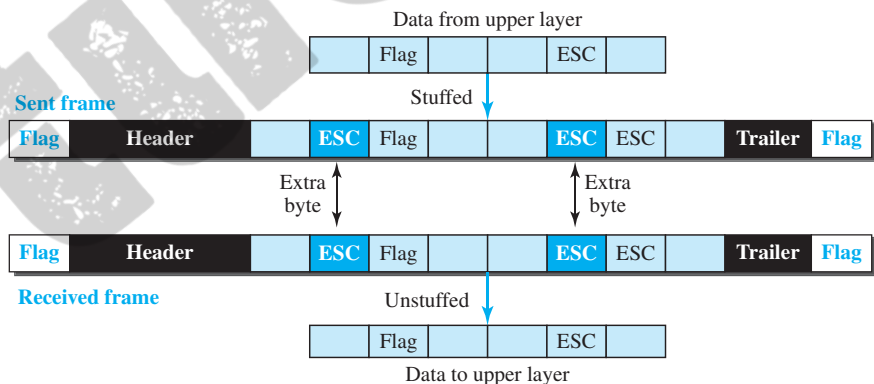 Data from upper layer
Flag ESC
Stuffed
Sent frame
Flag Header ESC Flag ESC ESC Trailer Flag
Extra byte Extra byte
Flag Header ESC Flag ESC ESC Trailer Flag
Received frame
Unstuffed
Flag ESC
Data to upper layer